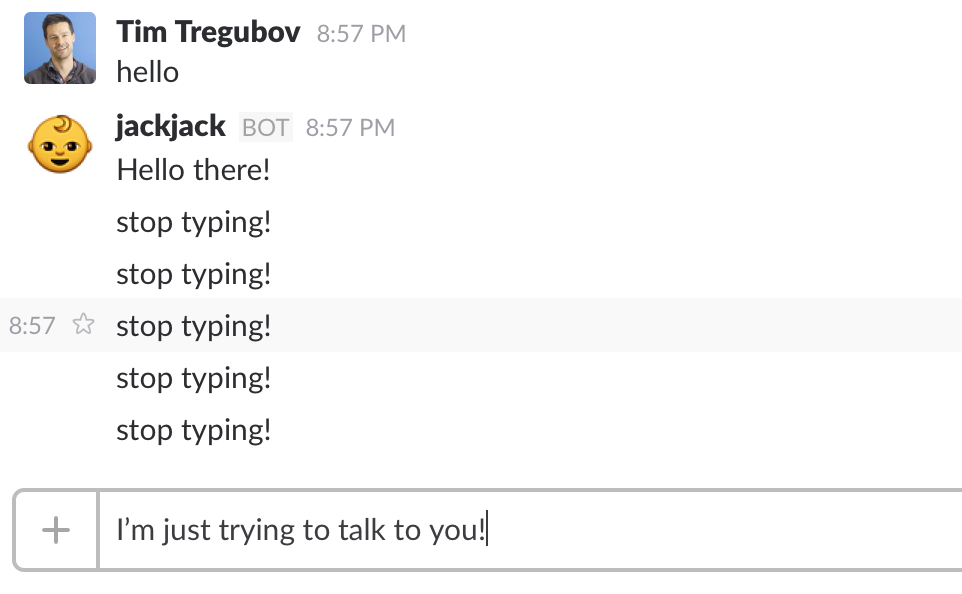 Tim Tregubov 8:57 PM
hello
jackjack BOT 8:57 PM
Hello there!
stop typing!
stop typing!
8:57 stop typing!
stop typing!
stop typing!
I’m just trying to talk to you!